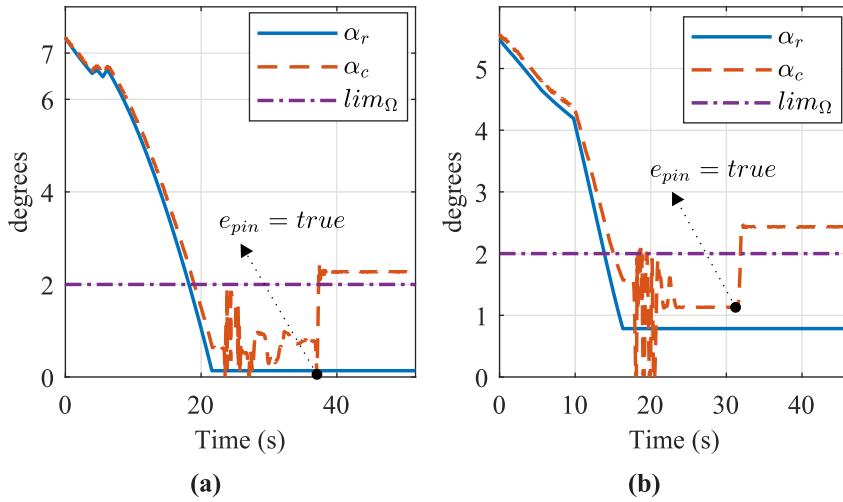 7
6
4
2
0
degrees
0
20
40
Time (s)
α_r
α_c
lim_Ω
e_pin = true
(a)
5
4
3
2
1
0
degrees
0
10
20
30
40
Time (s)
α_r
α_c
lim_Ω
e_pin = true
(b)